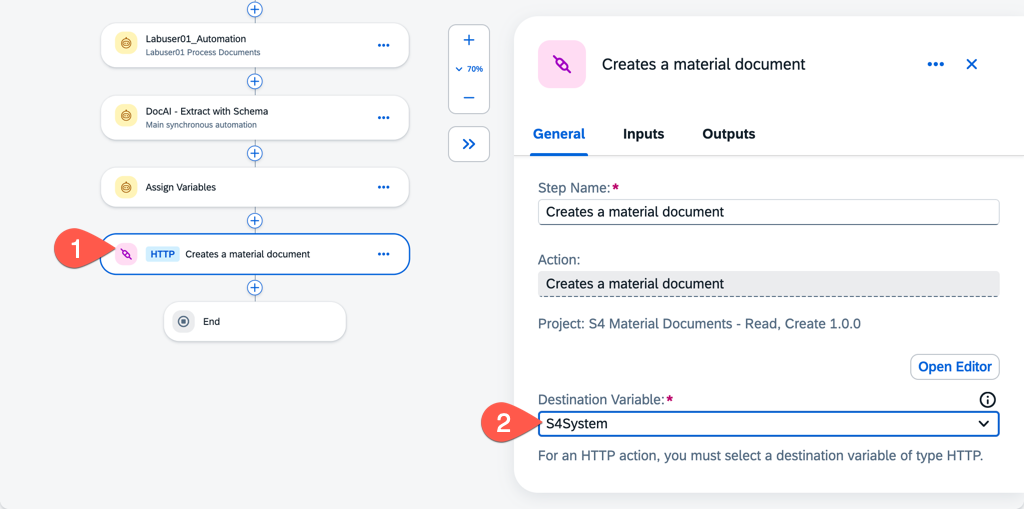 Labuser01_Automation
Labuser01 Process Documents
DocAI - Extract with Schema
Main synchronous automation
Assign Variables
1
HTTP Creates a material document
End
70%
Creates a material document
General Inputs Outputs
Step Name:*
Creates a material document
Action:
Creates a material document
Project: S4 Material Documents - Read, Create 1.0.0
Open Editor
Destination Variable:*
2
S4System
For an HTTP action, you must select a destination variable of type HTTP.